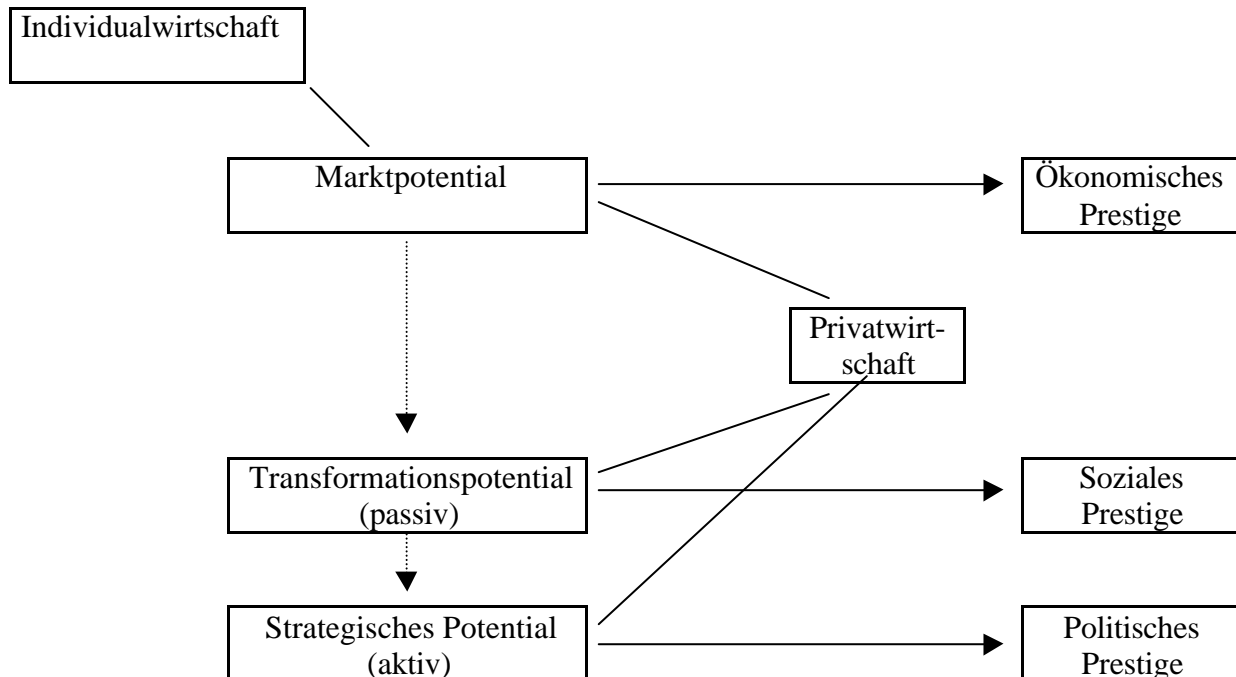 Individualwirtschaft
Marktpotential
Ökonomisches
Prestige
Privatwirt-
schaft
Transformationspotential
(passiv)
Soziales
Prestige
Strategisches Potential
(aktiv)
Politisches
Prestige